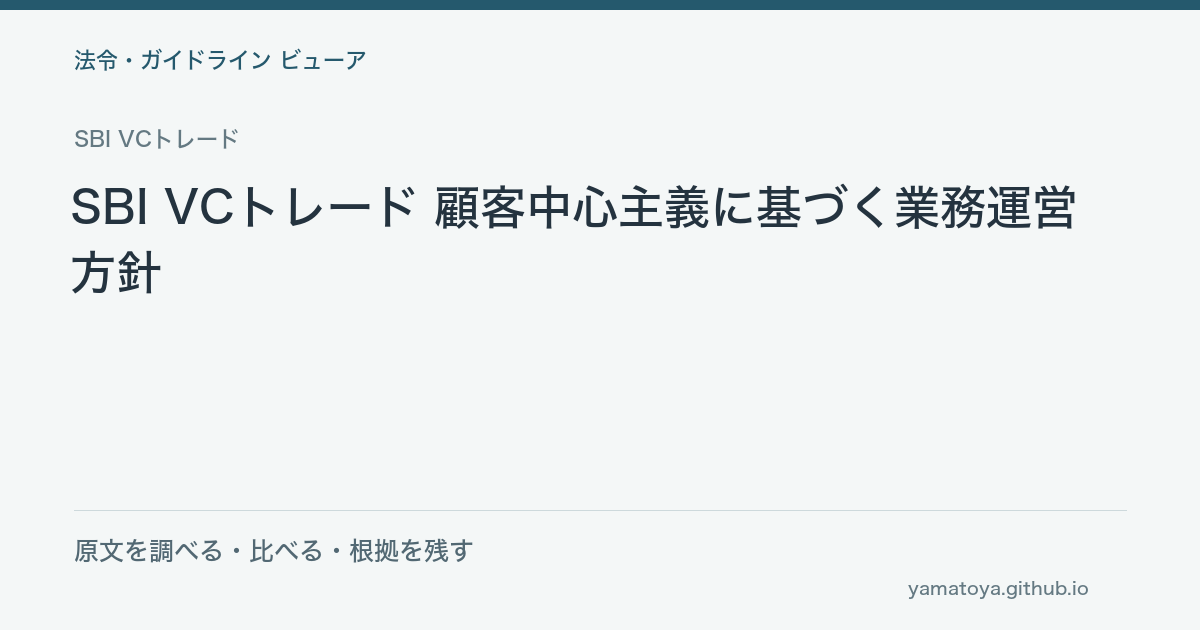 法令・ガイドライン ビューア
SBI VCトレード
SBI VCトレード 顧客中心主義に基づく業務運営
方針
原文を調べる・比べる・根拠を残す
yamatoya.github.io